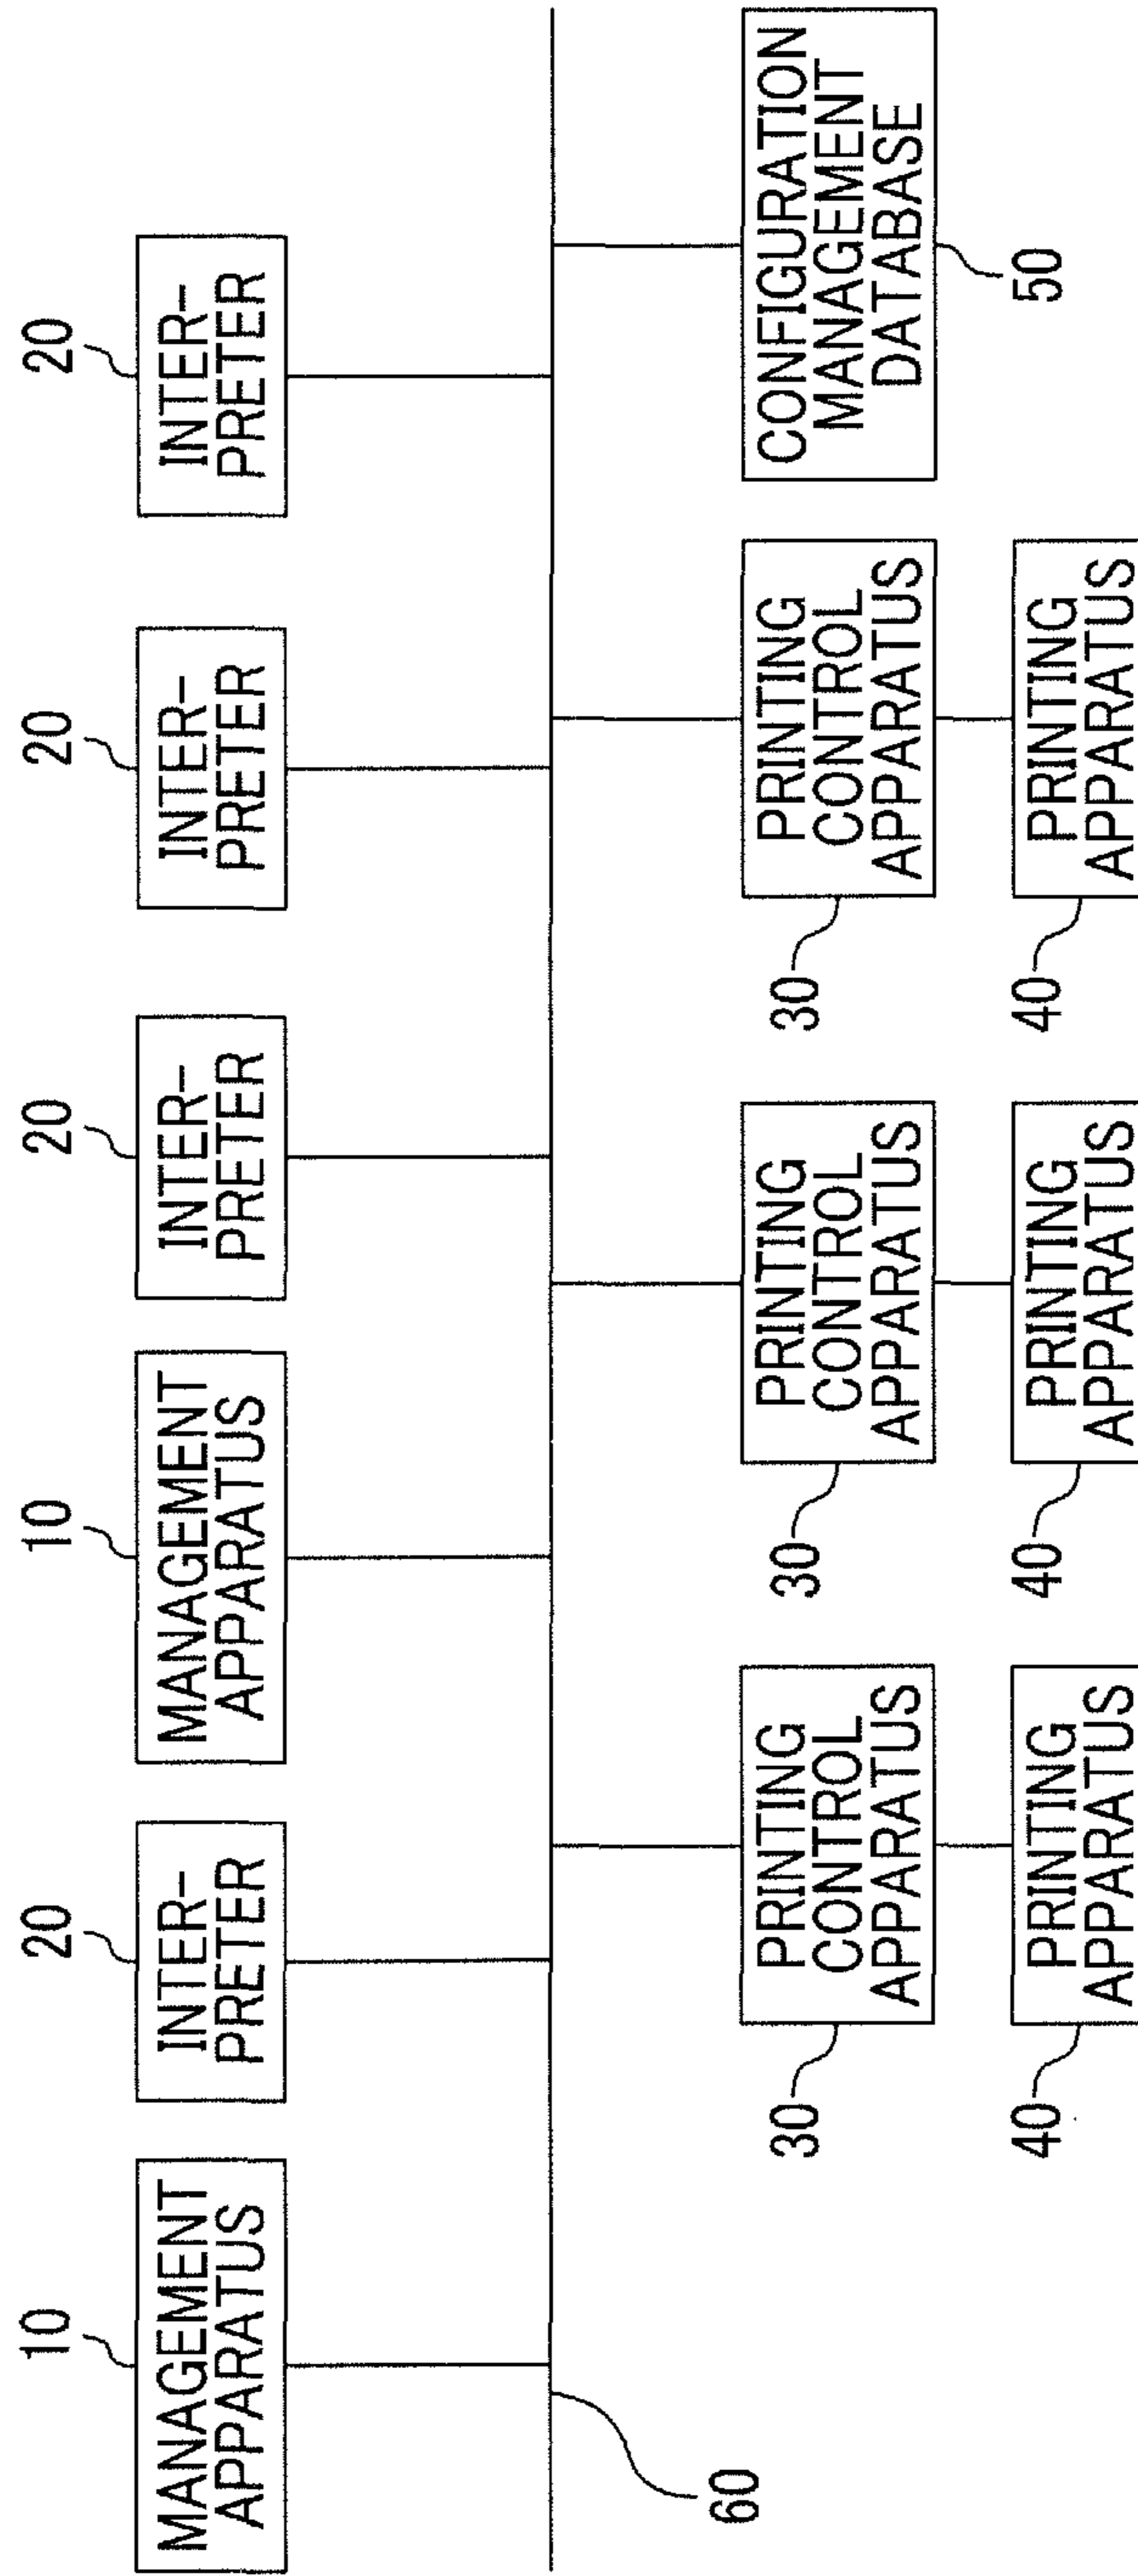 10
20
10
20
20
20
MANAGEMENT
APPARATUS
INTER-
PRETER
MANAGEMENT
APPARATUS
INTER-
PRETER
INTER-
PRETER
INTER-
PRETER
60
30
PRINTING
CONTROL
APPARATUS
30
PRINTING
CONTROL
APPARATUS
30
PRINTING
CONTROL
APPARATUS
CONFIGURATION
MANAGEMENT
DATABASE
50
40
PRINTING
APPARATUS
40
PRINTING
APPARATUS
40
PRINTING
APPARATUS